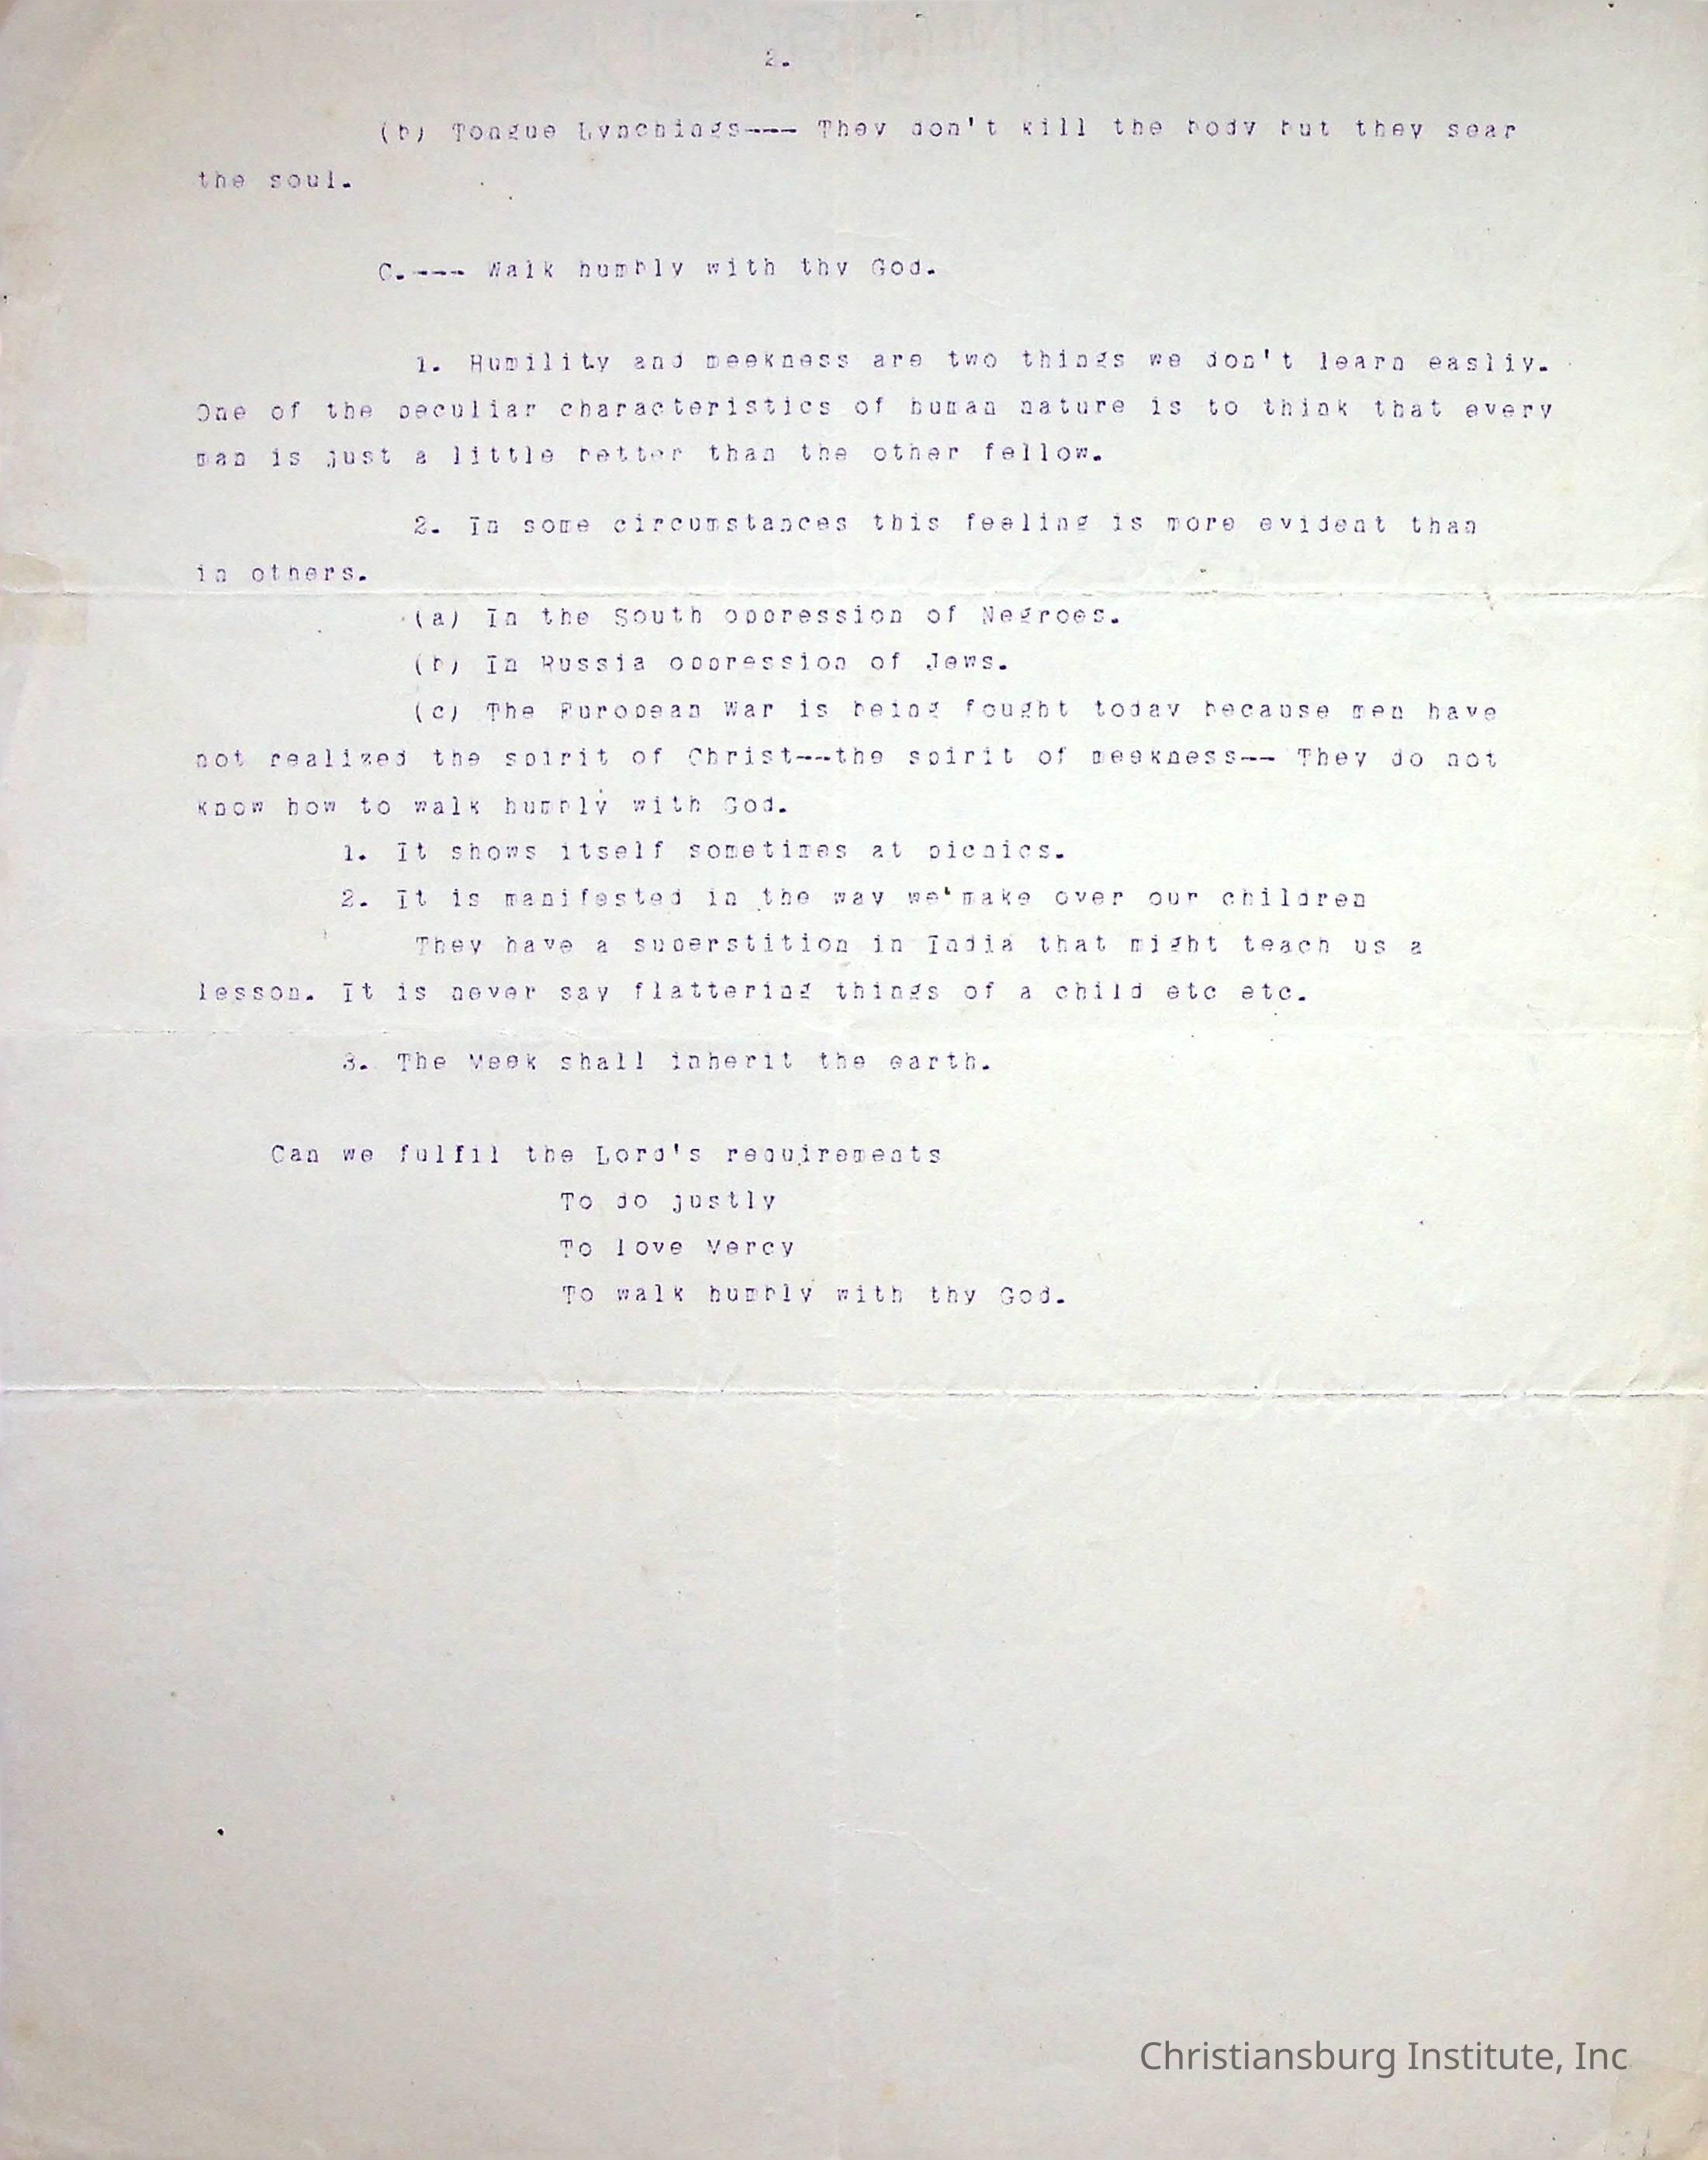 2.
(b) Tongue Lynchings--- They don't kill the body but they sear
the soul.
C.--- Walk humbly with thy God.
1. Humility and meekness are two things we don't learn easliy.
One of the peculiar characteristics of human nature is to think that every
man is just a little better than the other fellow.
2. In some circumstances this feeling is more evident than
in others.
(a) In the South oppression of Negroes.
(b) In Russia oppression of Jews.
(c) The European War is being fought today because men have
not realized the spirit of Christ--the spirit of meekness-- They do not
know how to walk humbly with God.
1. It shows itself sometimes at picnics.
2. It is manifested in the way we'make over our children
They have a superstition in India that might teach us a
lesson. It is never say flattering things of a child etc etc.
3. The Meek shall inherit the earth.
Can we fulfil the Lord's requirements
To do justly
To love Mercy
To walk humbly with thy God.
Christiansburg Institute, Inc